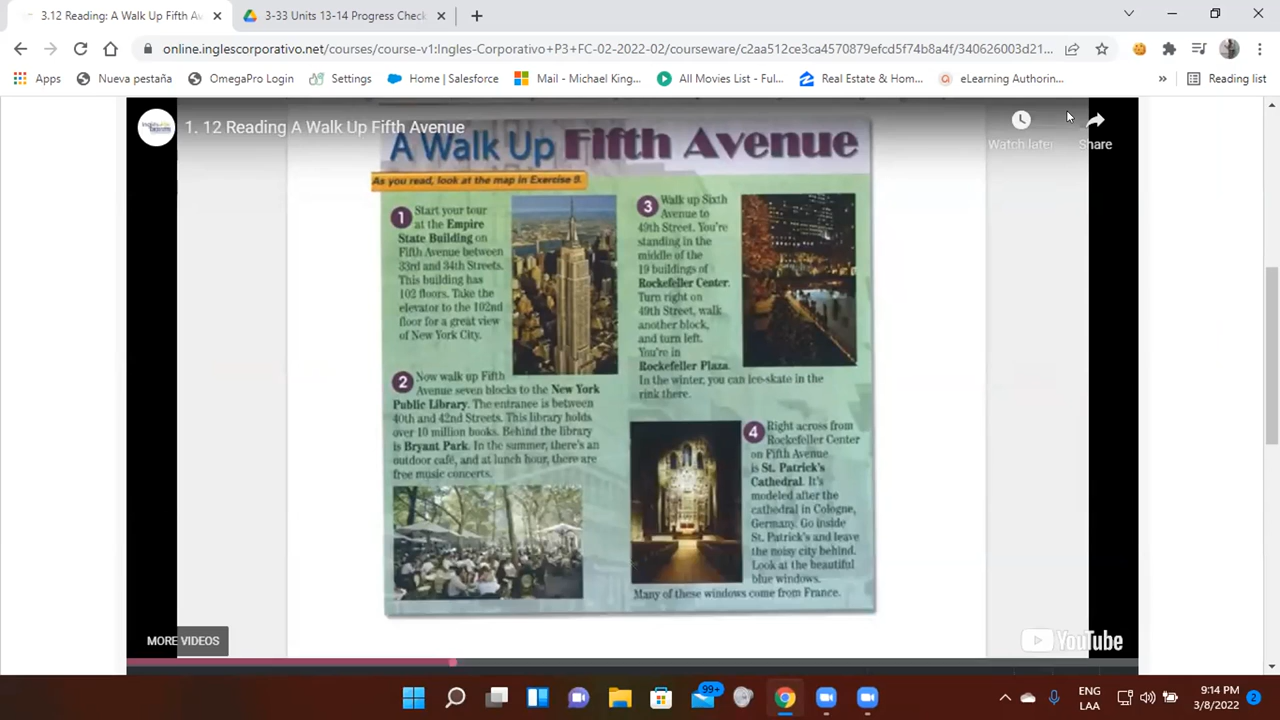 3.12 Reading: A Walk Up Fifth Av
3-33 Units 13-14 Progress Check
online.inglescorporativo.net/courses/course-v1:Ingles-Corporativo+P3+FC-02-2022-02/courseware/c2aa512ce3ca4570879efcd5f74b8a4f/340626003d21...
Apps
Nueva pestaña
OmegaPro Login
Settings
Home | Salesforce
Mail - Michael King...
All Movies List - Ful...
Real Estate & Hom...
eLearning Authorin...
»
Reading list
1. 12 Reading A Walk Up Fifth Avenue
Watch later
Share
A Walk Up Fifth Avenue
As you read, look at the map in Exercise 9.
1 Start your tour
at the Empire
State Building on
Fifth Avenue between
33rd and 34th Streets.
This building has
102 floors. Take the
elevator to the 102nd
floor for a great view
of New York City.
2 Now walk up Fifth
Avenue seven blocks to the New York
Public Library. The entrance is between
40th and 42nd Streets. This library holds
over 10 million books. Behind the library
is Bryant Park. In the summer, there's an
outdoor café, and at lunch hour, there are
free music concerts.
3 Walk up Sixth
Avenue to
49th Street. You're
standing in the
middle of the
19 buildings of
Rockefeller Center.
Turn right on
49th Street, walk
another block,
and turn left.
You're in
Rockefeller Plaza.
In the winter, you can ice-skate in the
rink there.
4 Right across from
Rockefeller Center
on Fifth Avenue
is St. Patrick's
Cathedral. It's
modeled after the
cathedral in Cologne,
Germany. Go inside
St. Patrick's and leave
the noisy city behind.
Look at the beautiful
blue windows.
Many of these windows come from France.
MORE VIDEOS
YouTube
99+
ENG
LAA
9:14 PM
3/8/2022
2